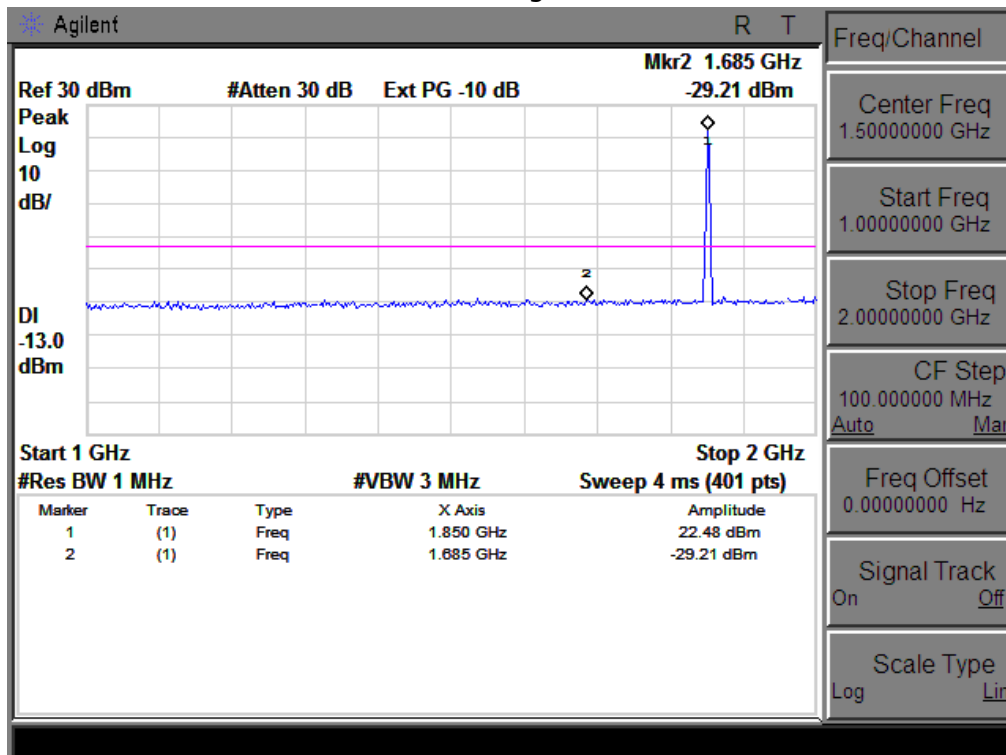 Agilent R T
Mkr2 1.685 GHz
Ref 30 dBm #Atten 30 dB Ext PG -10 dB -29.21 dBm
Peak
Log
10
dB/
1
2
DI
-13.0
dBm
Start 1 GHz Stop 2 GHz
#Res BW 1 MHz #VBW 3 MHz Sweep 4 ms (401 pts)
Marker Trace Type X Axis Amplitude
1 (1) Freq 1.850 GHz 22.48 dBm
2 (1) Freq 1.685 GHz -29.21 dBm
Freq/Channel
Center Freq
1.50000000 GHz
Start Freq
1.00000000 GHz
Stop Freq
2.00000000 GHz
CF Step
100.000000 MHz
Auto Mar
Freq Offset
0.00000000 Hz
Signal Track
On Off
Scale Type
Log Lin